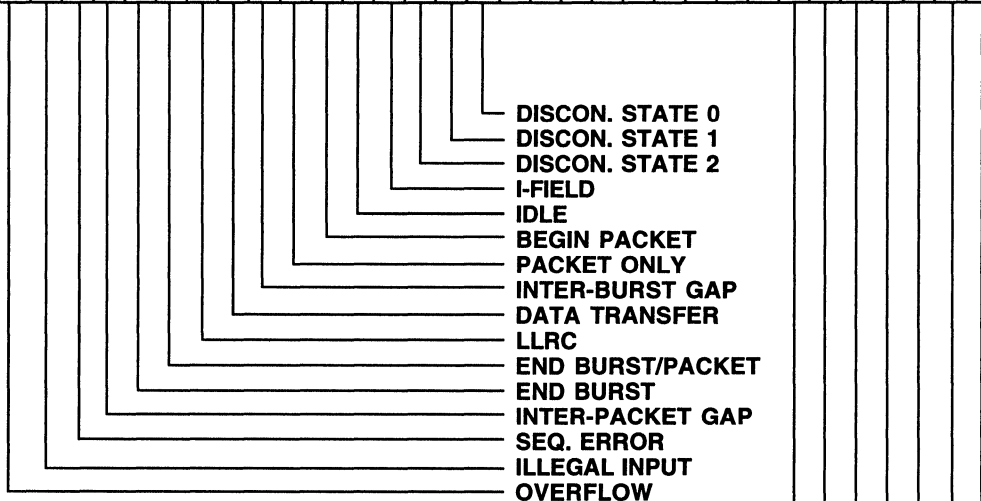 DISCON. STATE 0
DISCON. STATE 1
DISCON. STATE 2
I-FIELD
IDLE
BEGIN PACKET
PACKET ONLY
INTER-BURST GAP
DATA TRANSFER
LLRC
END BURST/PACKET
END BURST
INTER-PACKET GAP
SEQ. ERROR
ILLEGAL INPUT
OVERFLOW